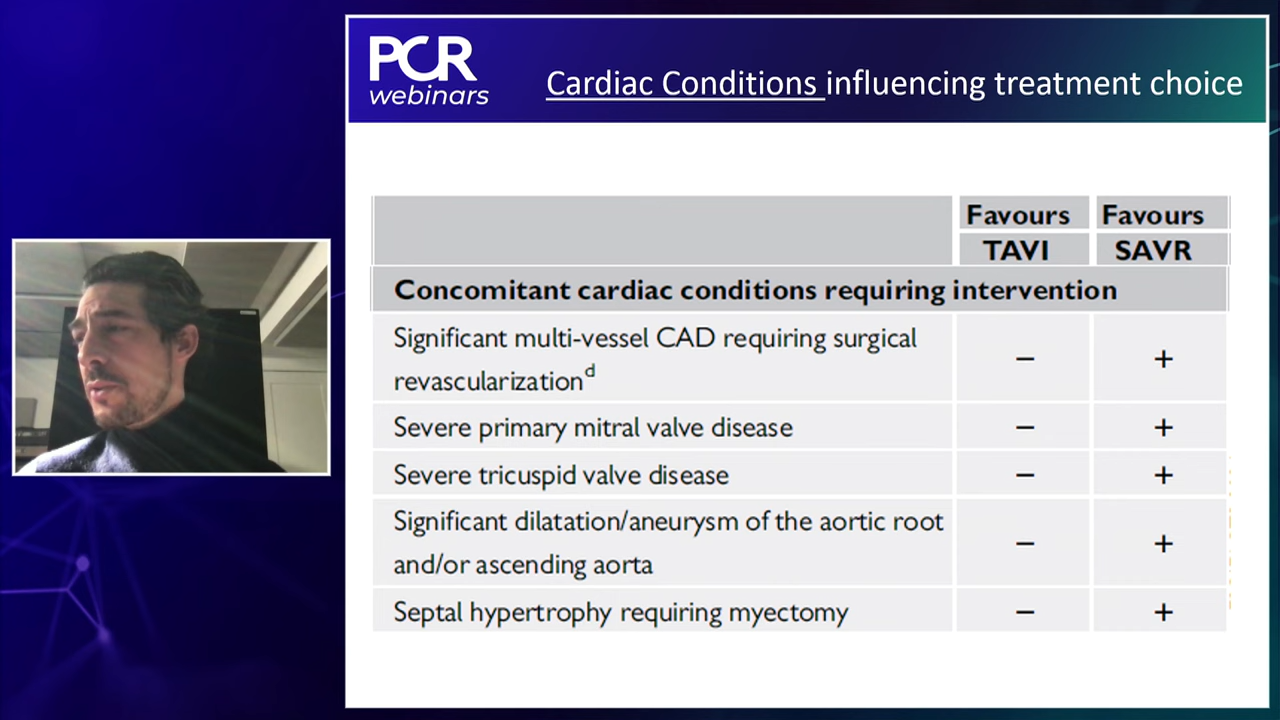 PCR
webinars
Cardiac Conditions influencing treatment choice
Favours Favours
TAVI SAVR
Concomitant cardiac conditions requiring intervention
Significant multi-vessel CAD requiring surgical
revascularizationᵈ
− +
Severe primary mitral valve disease − +
Severe tricuspid valve disease − +
Significant dilatation/aneurysm of the aortic root
and/or ascending aorta
− +
Septal hypertrophy requiring myectomy − +